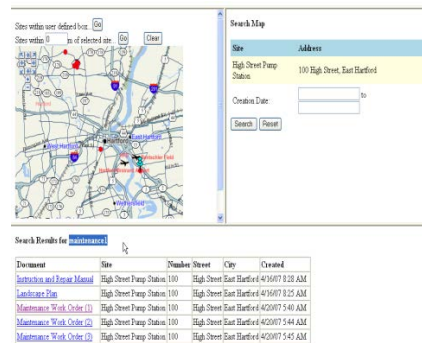 Sites within user defined box: Go
Sites within 0 m of selected site. Go Clear
West Hartford
Hartford
East Hartford
Wethersfield
Search Map
Site Address
High Street Pump Station 100 High Street, East Hartford
Creation Date: to
Search Reset
Search Results for maintenance1
Document Site Number Street City Created
Instruction and Repair Manual High Street Pump Station 100 High Street East Hartford 4/16/07 8:28 AM
Landscape Plan High Street Pump Station 100 High Street East Hartford 4/16/07 8:25 AM
Maintenance Work Order (1) High Street Pump Station 100 High Street East Hartford 4/20/07 5:40 AM
Maintenance Work Order (2) High Street Pump Station 100 High Street East Hartford 4/20/07 5:44 AM
Maintenance Work Order (3) High Street Pump Station 100 High Street East Hartford 4/20/07 5:45 AM